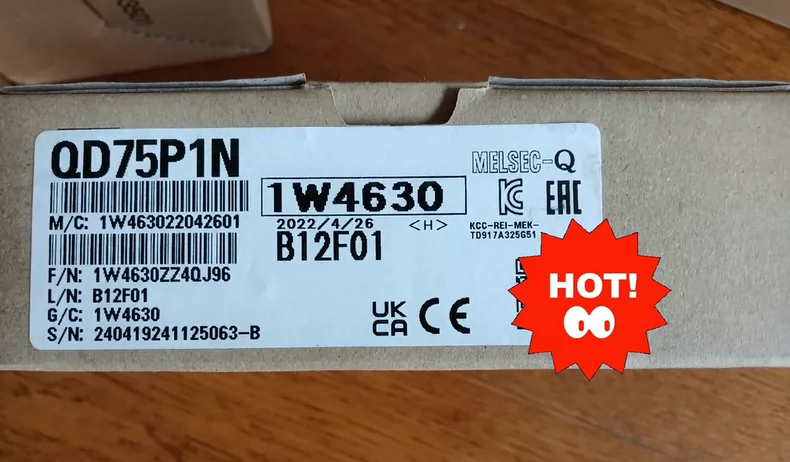 QD75P1N
MELSEC-Q
1W4630
M/C: 1W463022042601
2022/4/26 <H>
KCC-REI-MEK-
TD917A325G51
B12F01
F/N: 1W4630ZZ4QJ96
L/N: B12F01
G/C: 1W4630
S/N: 240419241125063-B
UK
CA
CE
EAC
HOT!